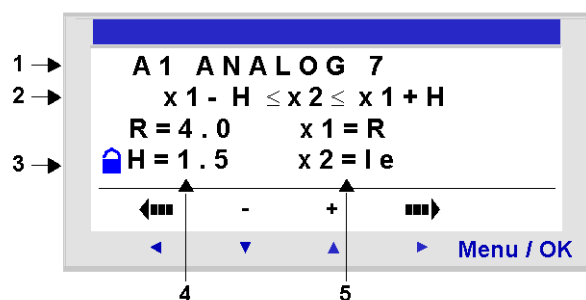 1 A1 ANALOG 7
2 x1 - H ≤ x2 ≤ x1 + H
R = 4.0 x1 = R
3 H = 1.5 x2 = Ie
- +
Menu / OK
4 5